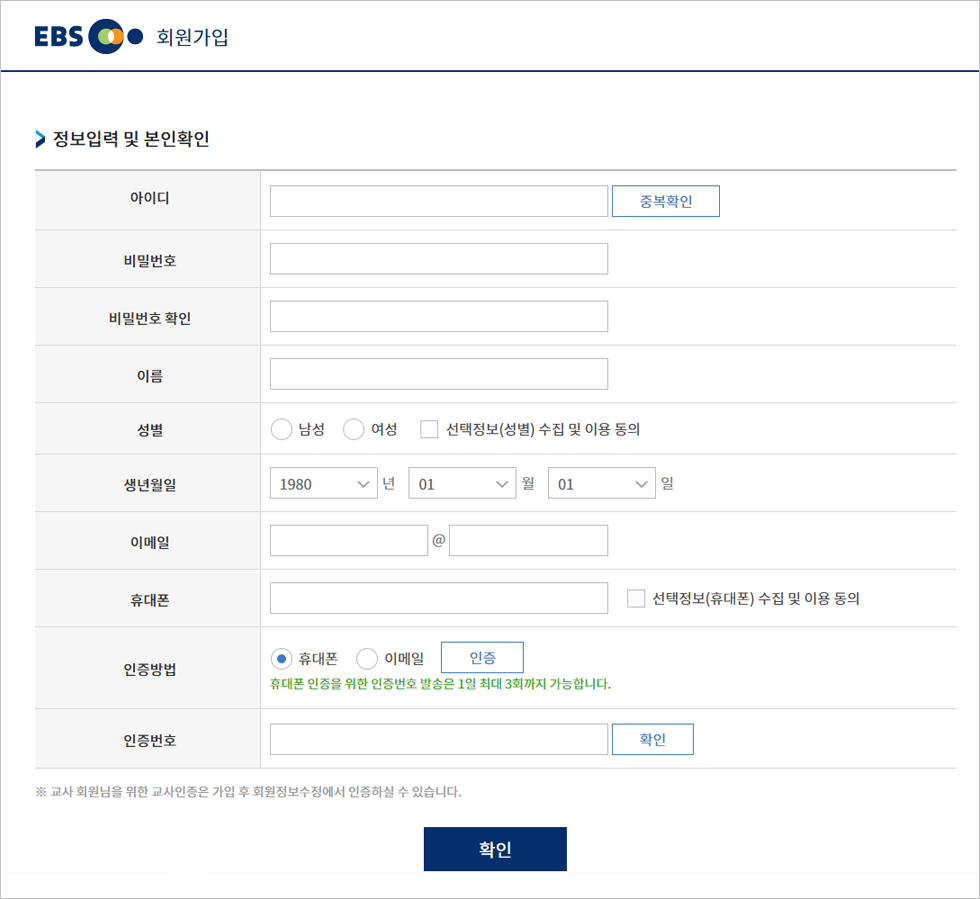 EBS 회원가입
정보입력 및 본인확인
아이디 중복확인
비밀번호
비밀번호 확인
이름
성별 남성 여성 선택정보(성별) 수집 및 이용 동의
생년월일 1980 년 01 월 01 일
이메일 @
휴대폰 선택정보(휴대폰) 수집 및 이용 동의
인증방법 휴대폰 이메일 인증
휴대폰 인증을 위한 인증번호 발송은 1일 최대 3회까지 가능합니다.
인증번호 확인
※ 교사 회원님을 위한 교사인증은 가입 후 회원정보수정에서 인증하실 수 있습니다.
확인